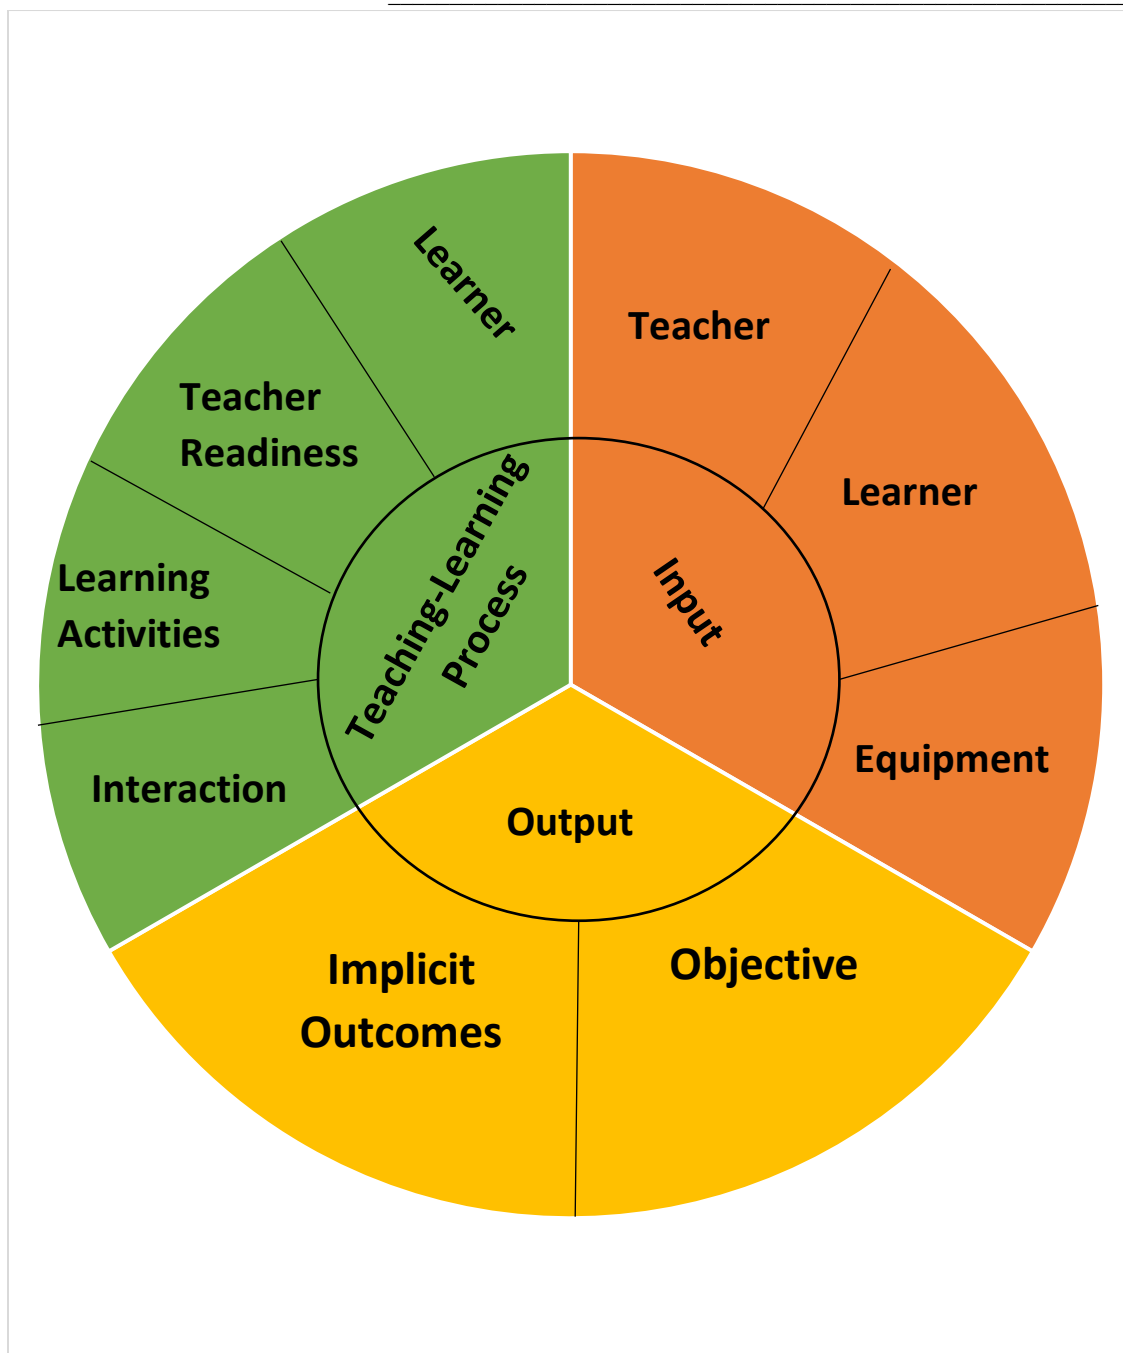 Learner
Teacher
Teacher
Readiness
Learner
Teaching-Learning
Process
Input
Learning
Activities
Interaction
Equipment
Output
Implicit
Outcomes
Objective